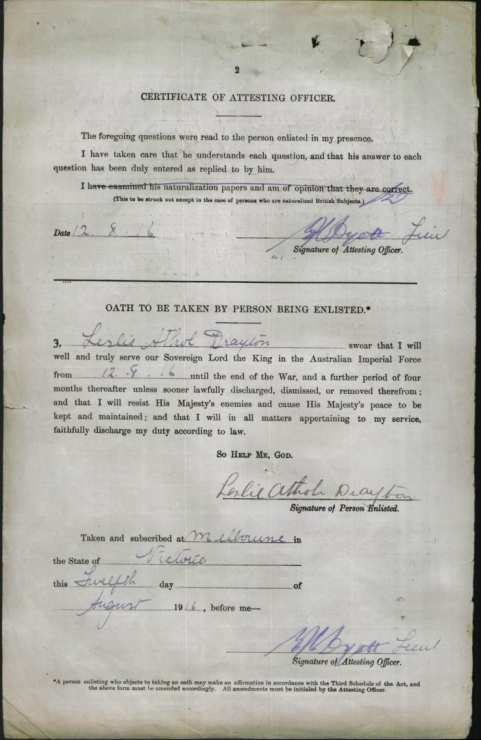 2
CERTIFICATE OF ATTESTING OFFICER.
The foregoing questions were read to the person enlisted in my presence.
I have taken care that he understands each question, and that his answer to each
question has been duly entered as replied to by him.
I have examined his naturalization papers and am of opinion that they are correct.
(This to be struck out except in the case of persons who are naturalized British Subjects.)
Date 12. 8. 16 Lieu
Signature of Attesting Officer.
OATH TO BE TAKEN BY PERSON BEING ENLISTED.*
3, Leslie Athol Drayton swear that I will
well and truly serve our Sovereign Lord the King in the Australian Imperial Force
from 12. 8. 16 until the end of the War, and a further period of four
months thereafter unless sooner lawfully discharged, dismissed, or removed therefrom;
and that I will resist His Majesty's enemies and cause His Majesty's peace to be
kept and maintained; and that I will in all matters appertaining to my service,
faithfully discharge my duty according to law.
SO HELP ME, GOD.
Leslie Athole Drayton
Signature of Person Enlisted.
Taken and subscribed at Melbourne in
the State of Victoria
this Twelfth day of
August 1916, before me—
Lieu
Signature of Attesting Officer.
*A person enlisting who objects to taking an oath may make an affirmation in accordance with the Third Schedule of the Act, and
the above form must be amended accordingly. All amendments must be initialed by the Attesting Officer.